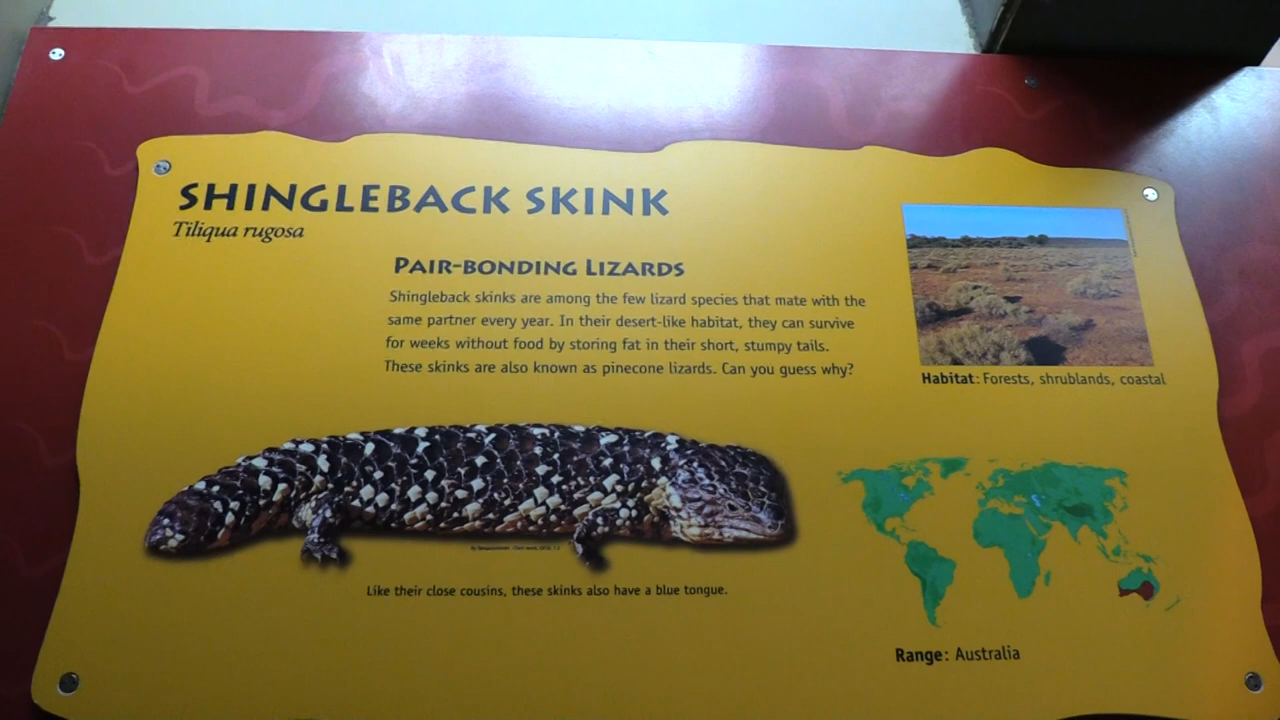 SHINGLEBACK SKINK
Tiliqua rugosa
PAIR-BONDING LIZARDS
Shingleback skinks are among the few lizard species that mate with the
same partner every year. In their desert-like habitat, they can survive
for weeks without food by storing fat in their short, stumpy tails.
These skinks are also known as pinecone lizards. Can you guess why?
Habitat: Forests, shrublands, coastal
Like their close cousins, these skinks also have a blue tongue.
Range: Australia